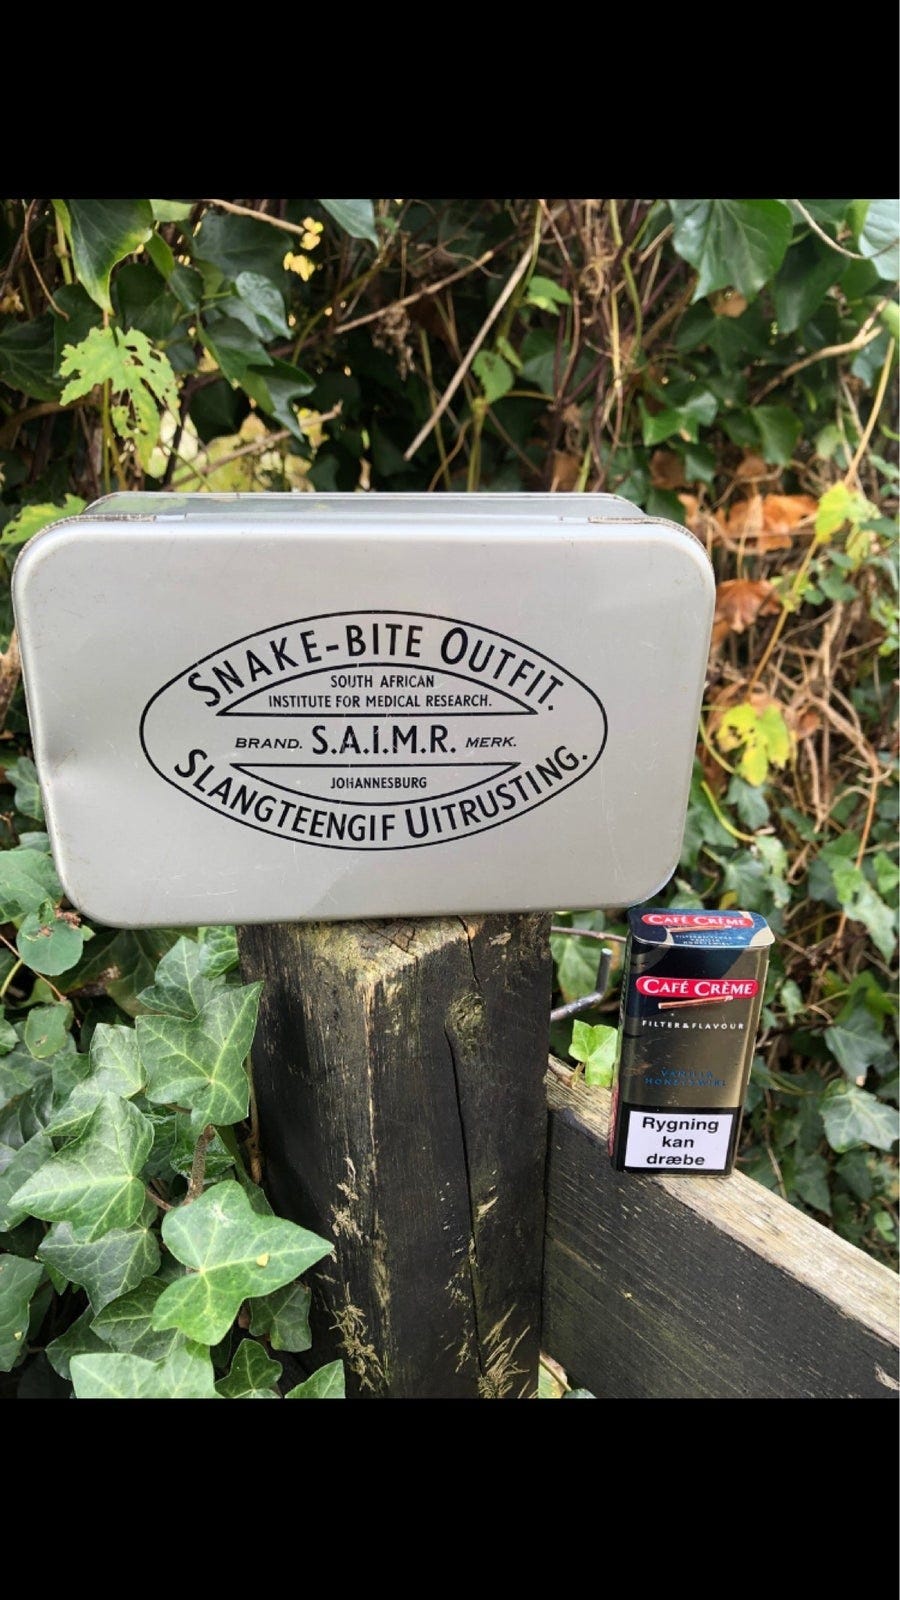 SNAKE-BITE OUTFIT.
SOUTH AFRICAN
INSTITUTE FOR MEDICAL RESEARCH.
BRAND. S.A.I.M.R. MERK.
JOHANNESBURG
SLANGTEENGIF UITRUSTING.
CAFÉ CRÈME
CAFÉ CRÈME
FILTER&FLAVOUR
VANILLA
Rygning
kan
dræbe